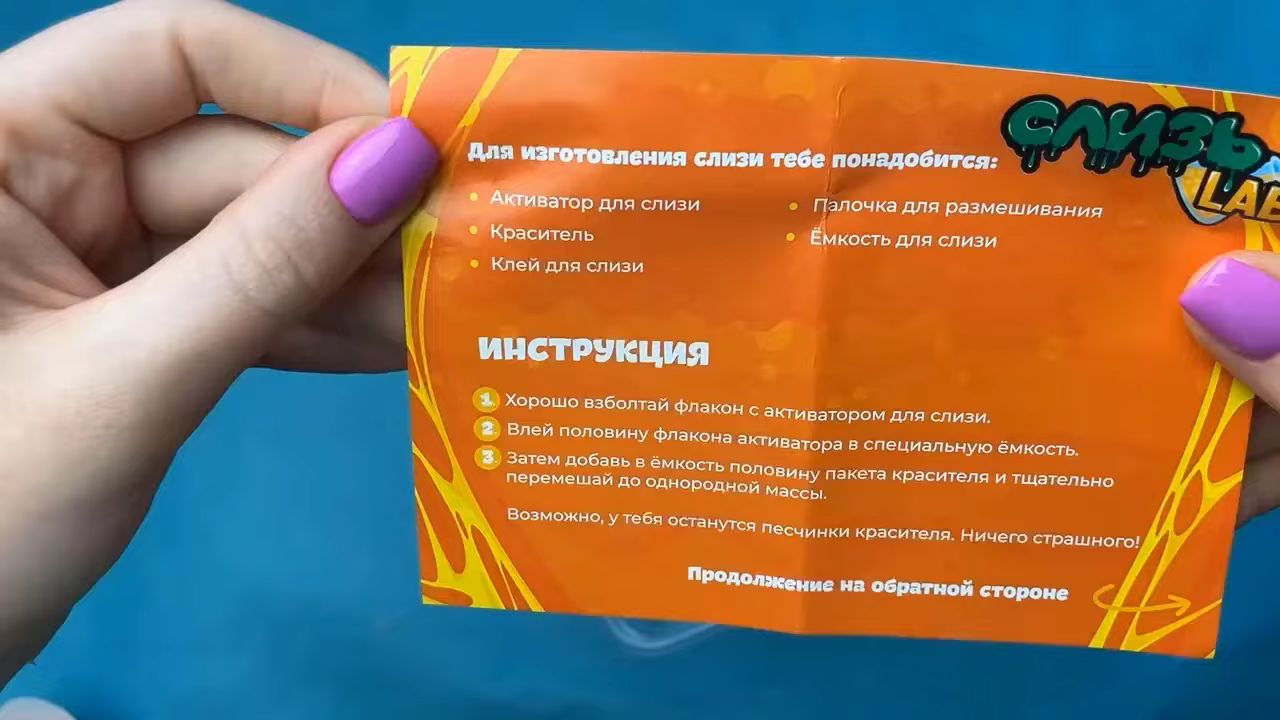 СЛИЗЬ
LAB
Для изготовления слизи тебе понадобится:
Активатор для слизи
Краситель
Клей для слизи
Палочка для размешивания
Ёмкость для слизи
ИНСТРУКЦИЯ
1. Хорошо взболтай флакон с активатором для слизи.
2. Влей половину флакона активатора в специальную ёмкость.
3. Затем добавь в ёмкость половину пакета красителя и тщательно
перемешай до однородной массы.
Возможно, у тебя останутся песчинки красителя. Ничего страшного!
Продолжение на обратной стороне